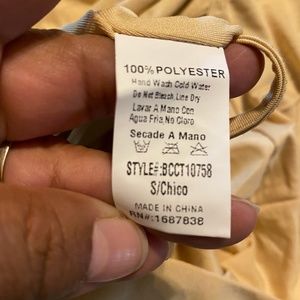 100% POLYESTER
Hand Wash Cold Water
Do Not Bleach, Line Dry
Lavar A Mano Con
Agua Fria, No Cloro
Secade A Mano
STYLE#:BCCT10758
S/Chico
MADE IN CHINA
RN#:1687838